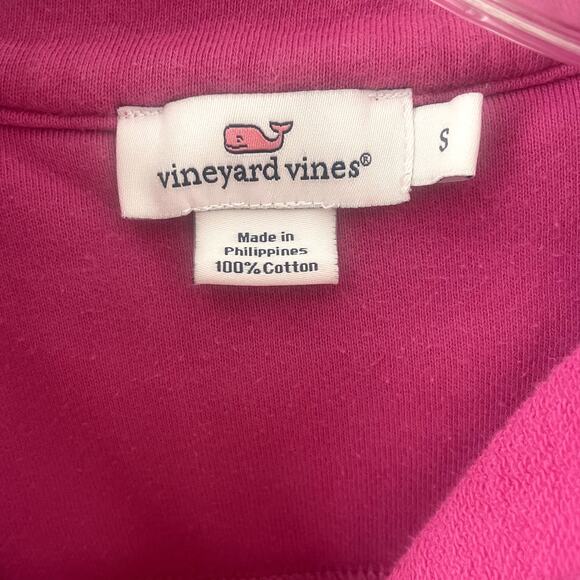 vineyard vines®
S
Made in
Philippines
100% Cotton